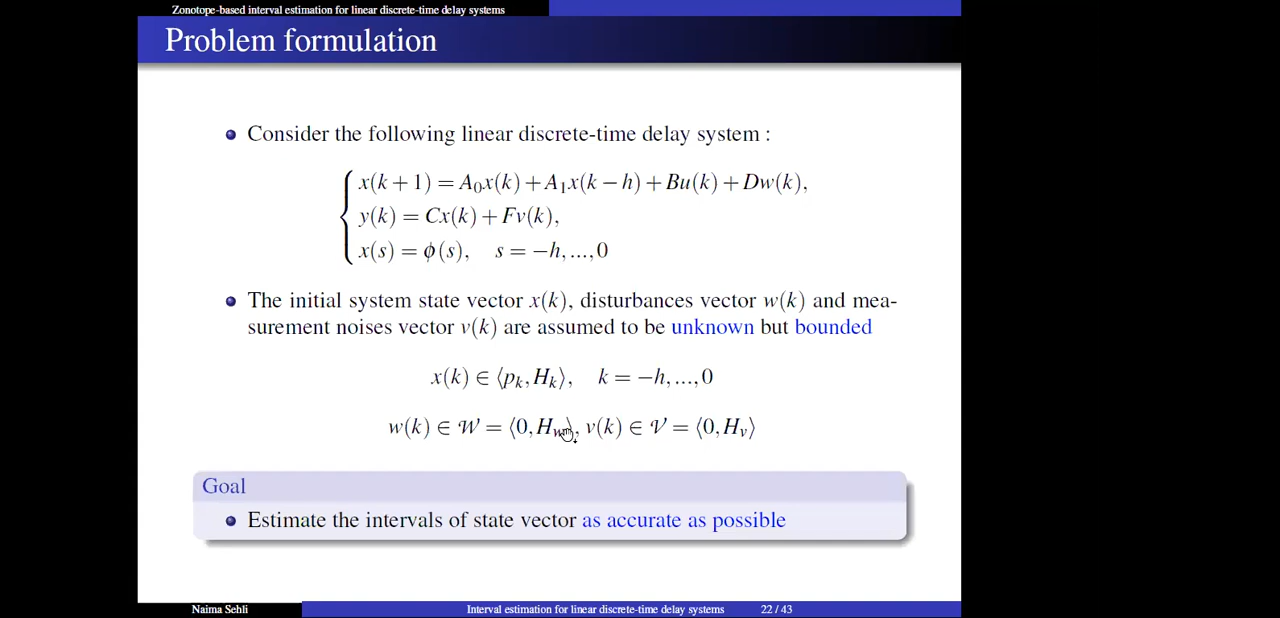 Zonotope-based interval estimation for linear discrete-time delay systems
Problem formulation
Consider the following linear discrete-time delay system :
x(k + 1) = A₀x(k) + A₁x(k − h) + Bu(k) + Dw(k),
y(k) = Cx(k) + Fv(k),
x(s) = ϕ(s), s = −h, ..., 0
The initial system state vector x(k), disturbances vector w(k) and mea-
surement noises vector v(k) are assumed to be unknown but bounded
x(k) ∈ ⟨pₖ, Hₖ⟩, k = −h, ..., 0
w(k) ∈ 𝒲 = ⟨0, H_w⟩, v(k) ∈ 𝒱 = ⟨0, Hᵥ⟩
Goal
Estimate the intervals of state vector as accurate as possible
Naima Sehli Interval estimation for linear discrete-time delay systems 22 / 43